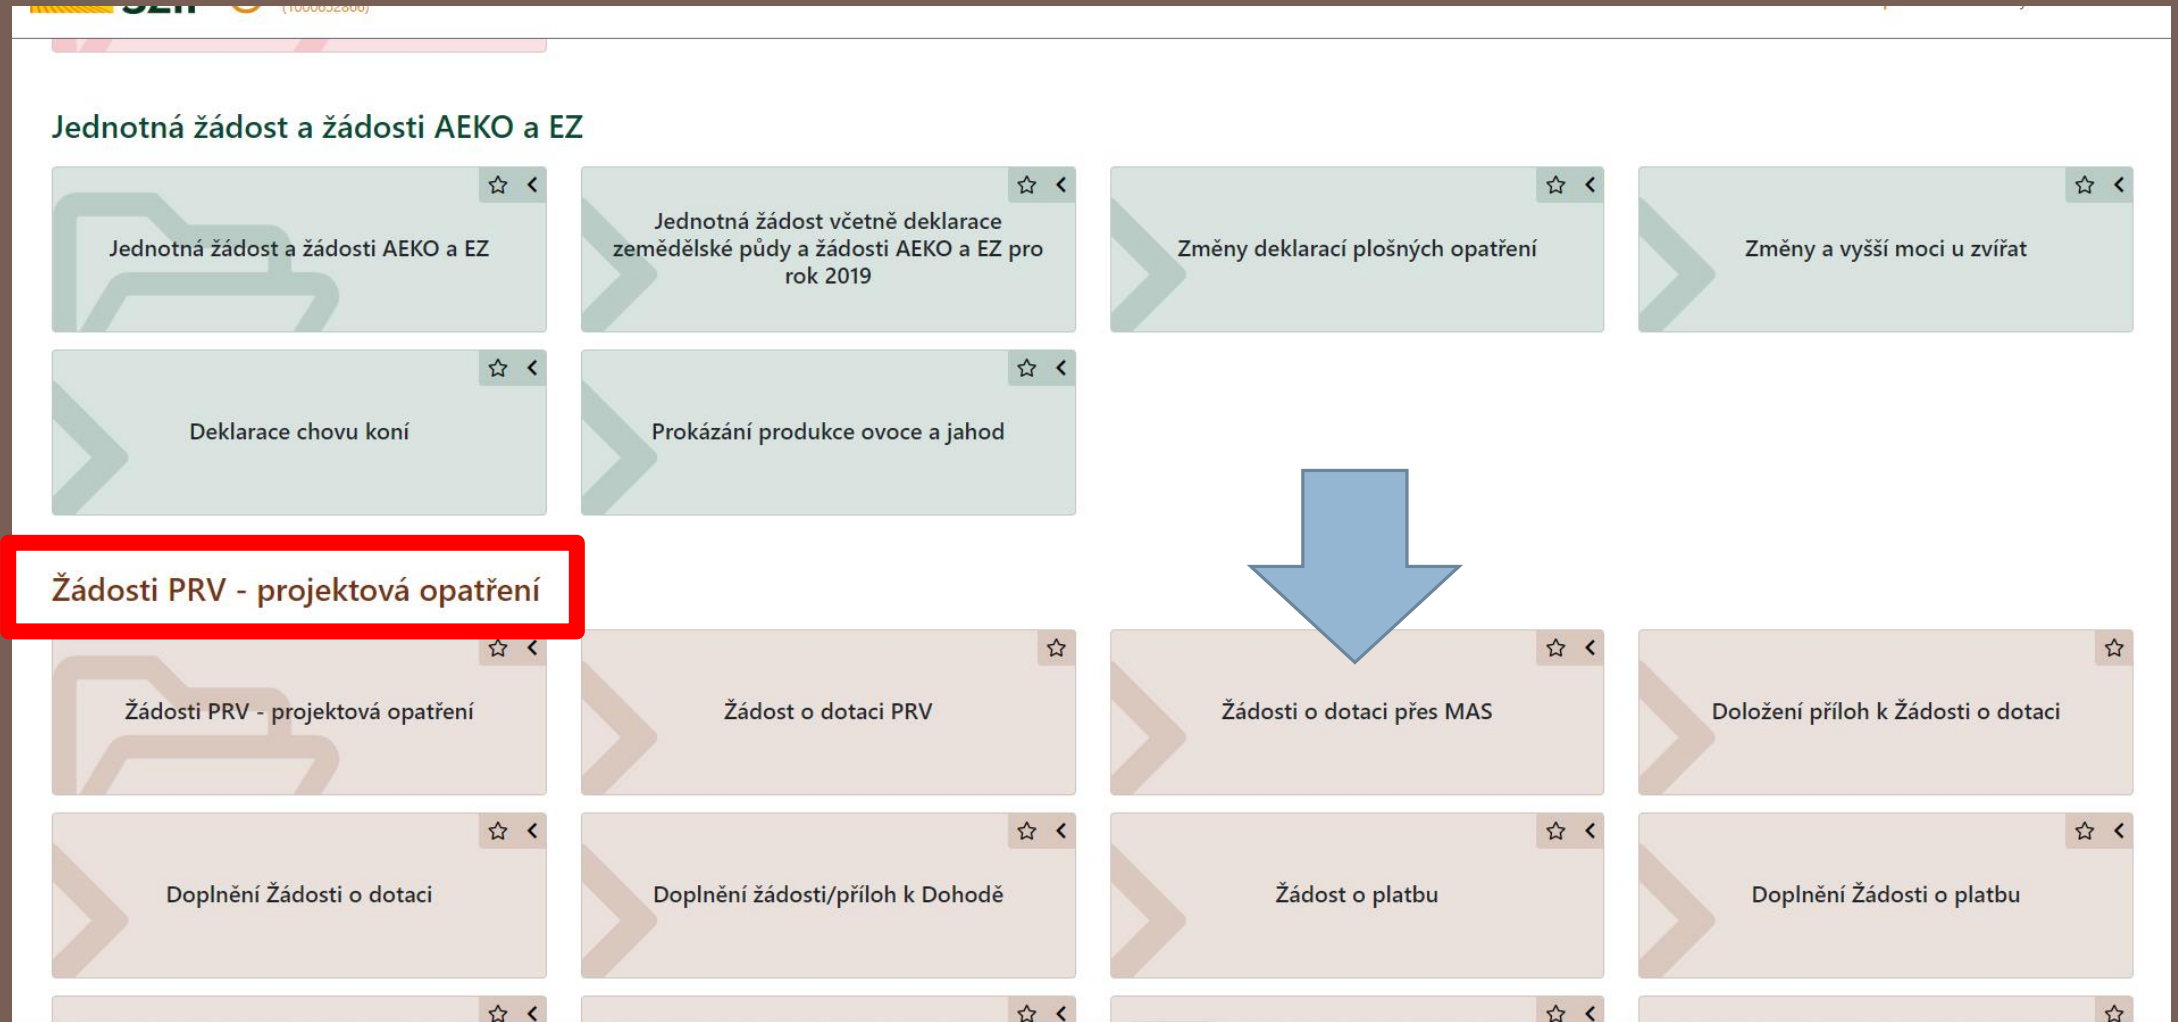 Jednotná žádost a žádosti AEKO a EZ
Jednotná žádost a žádosti AEKO a EZ
Jednotná žádost včetně deklarace
zemědělské půdy a žádosti AEKO a EZ pro
rok 2019
Změny deklarací plošných opatření
Změny a vyšší moci u zvířat
Deklarace chovu koní
Prokázání produkce ovoce a jahod
Žádosti PRV - projektová opatření
Žádosti PRV - projektová opatření
Žádost o dotaci PRV
Žádosti o dotaci přes MAS
Doložení příloh k Žádosti o dotaci
Doplnění Žádosti o dotaci
Doplnění žádosti/příloh k Dohodě
Žádost o platbu
Doplnění Žádosti o platbu